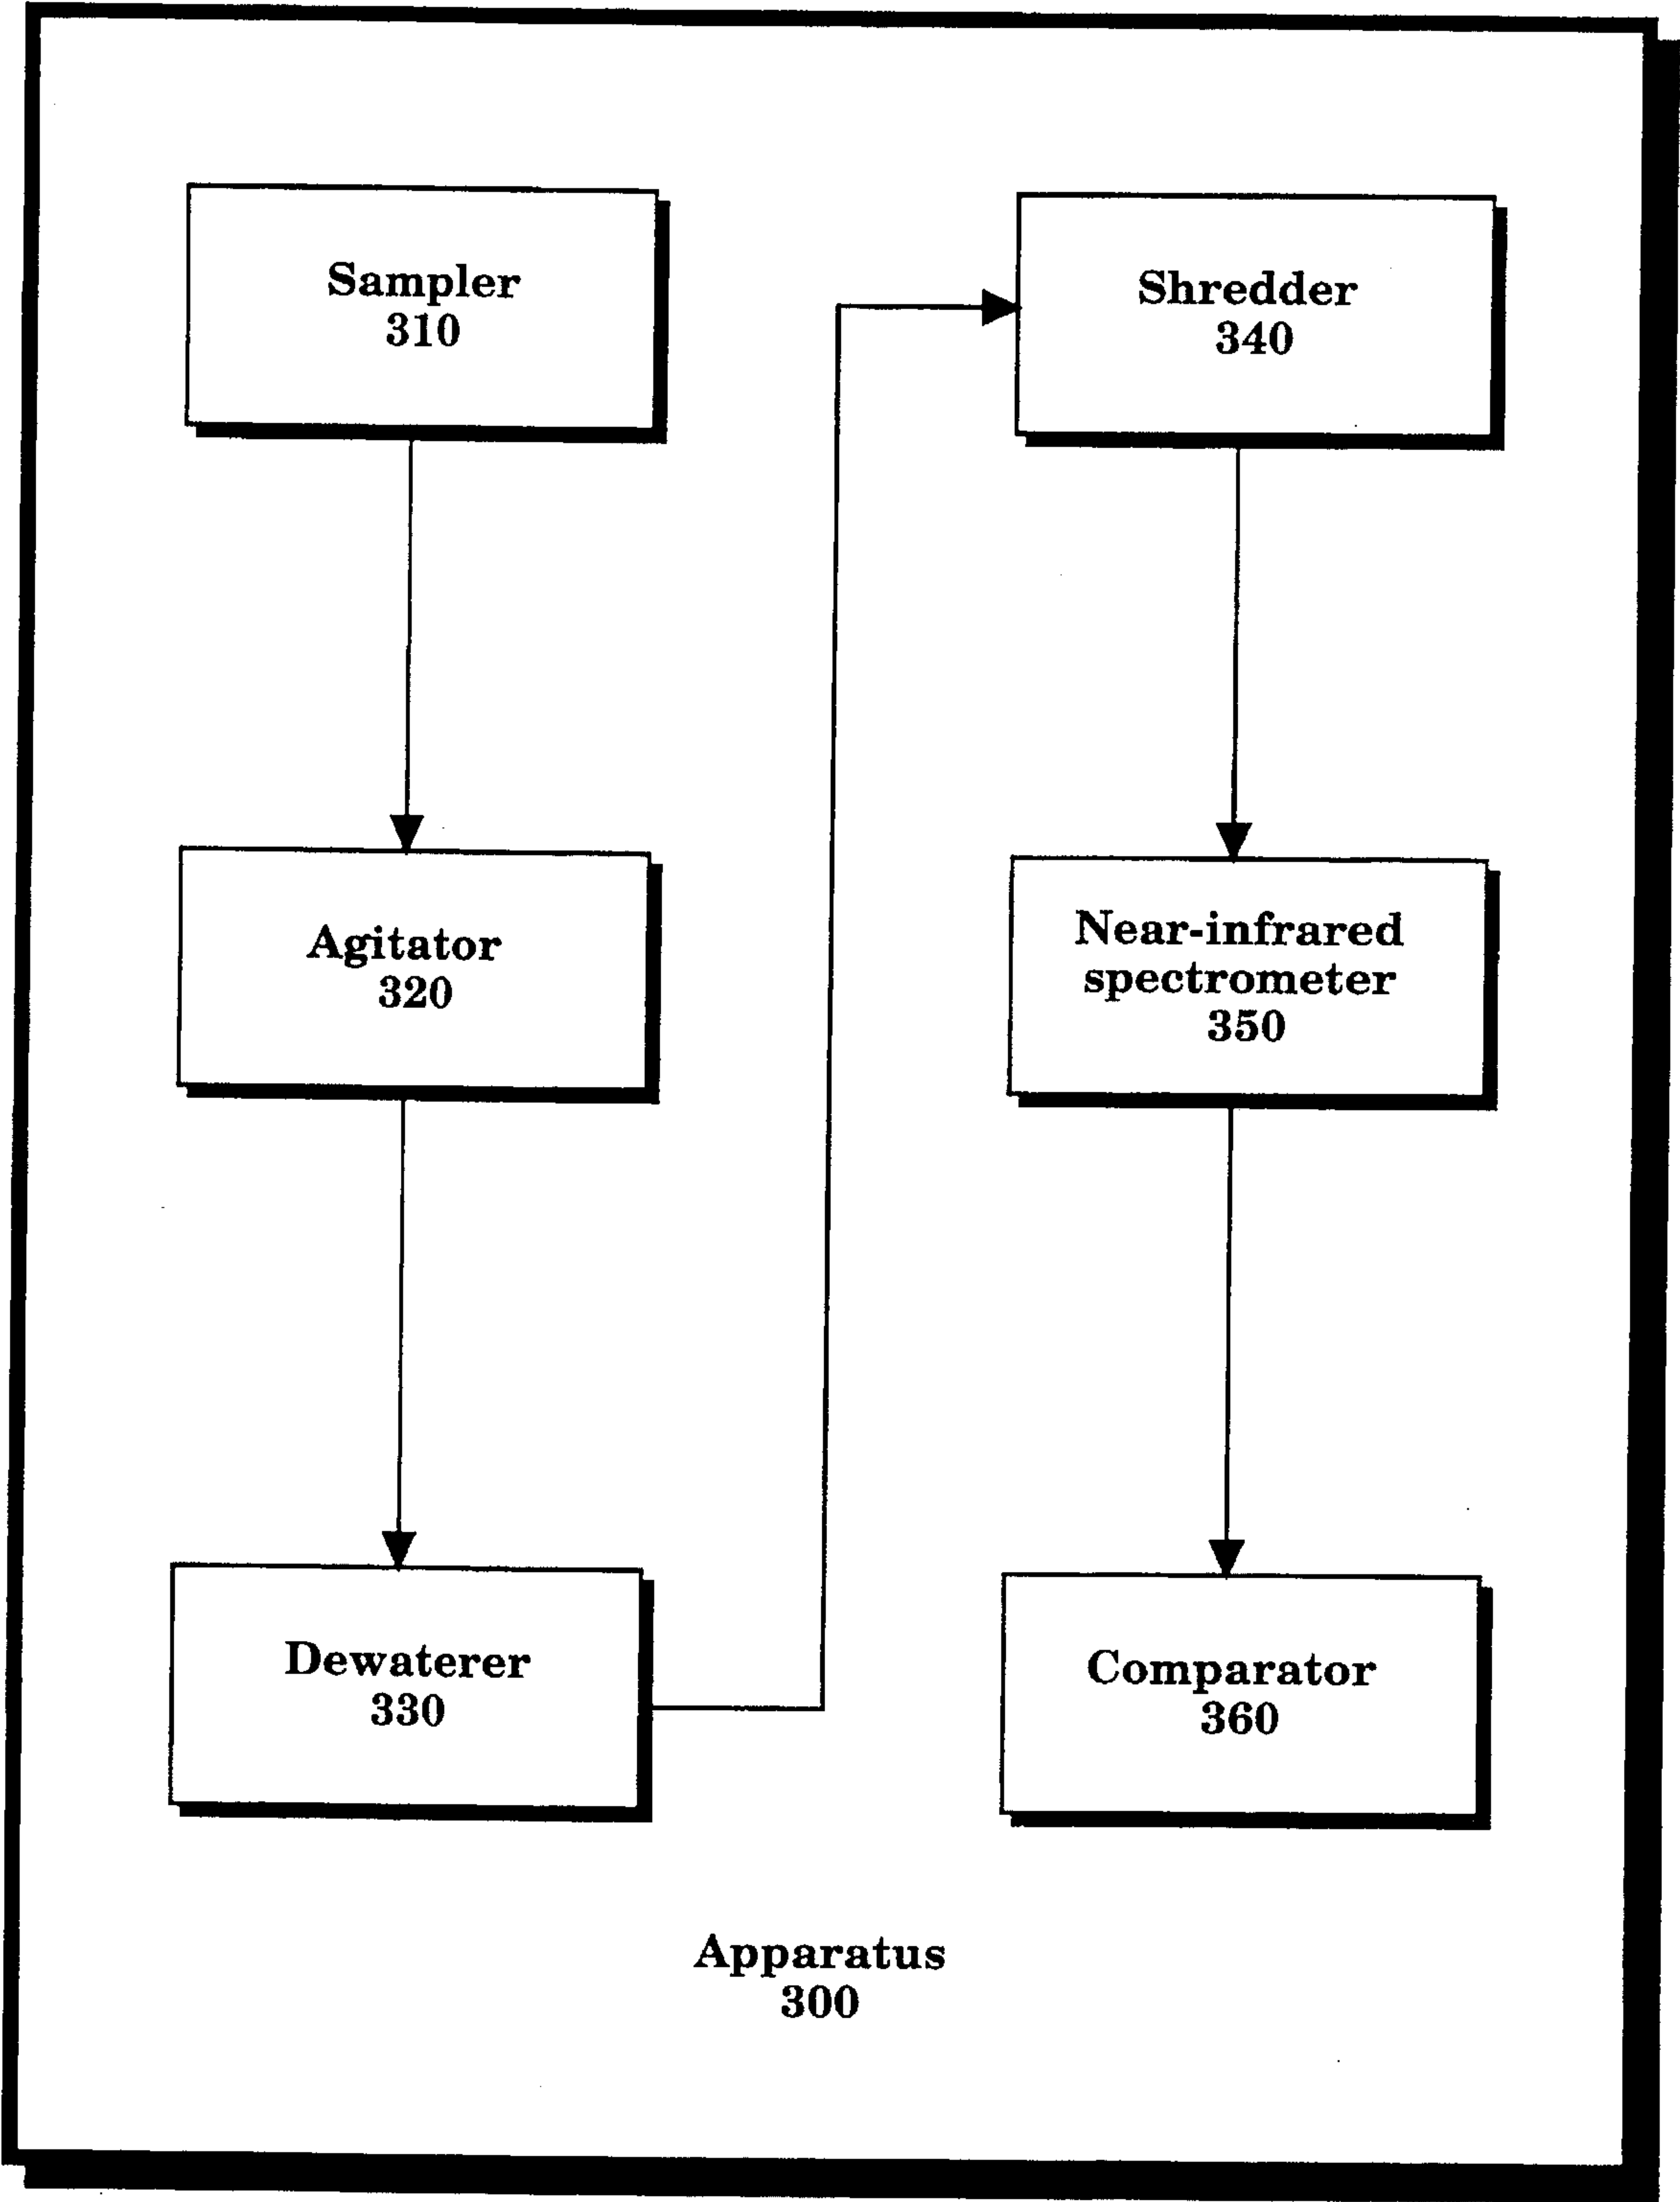 Sampler
310
Agitator
320
Dewaterer
330
Shredder
340
Near-infrared
spectrometer
350
Comparator
360
Apparatus
300